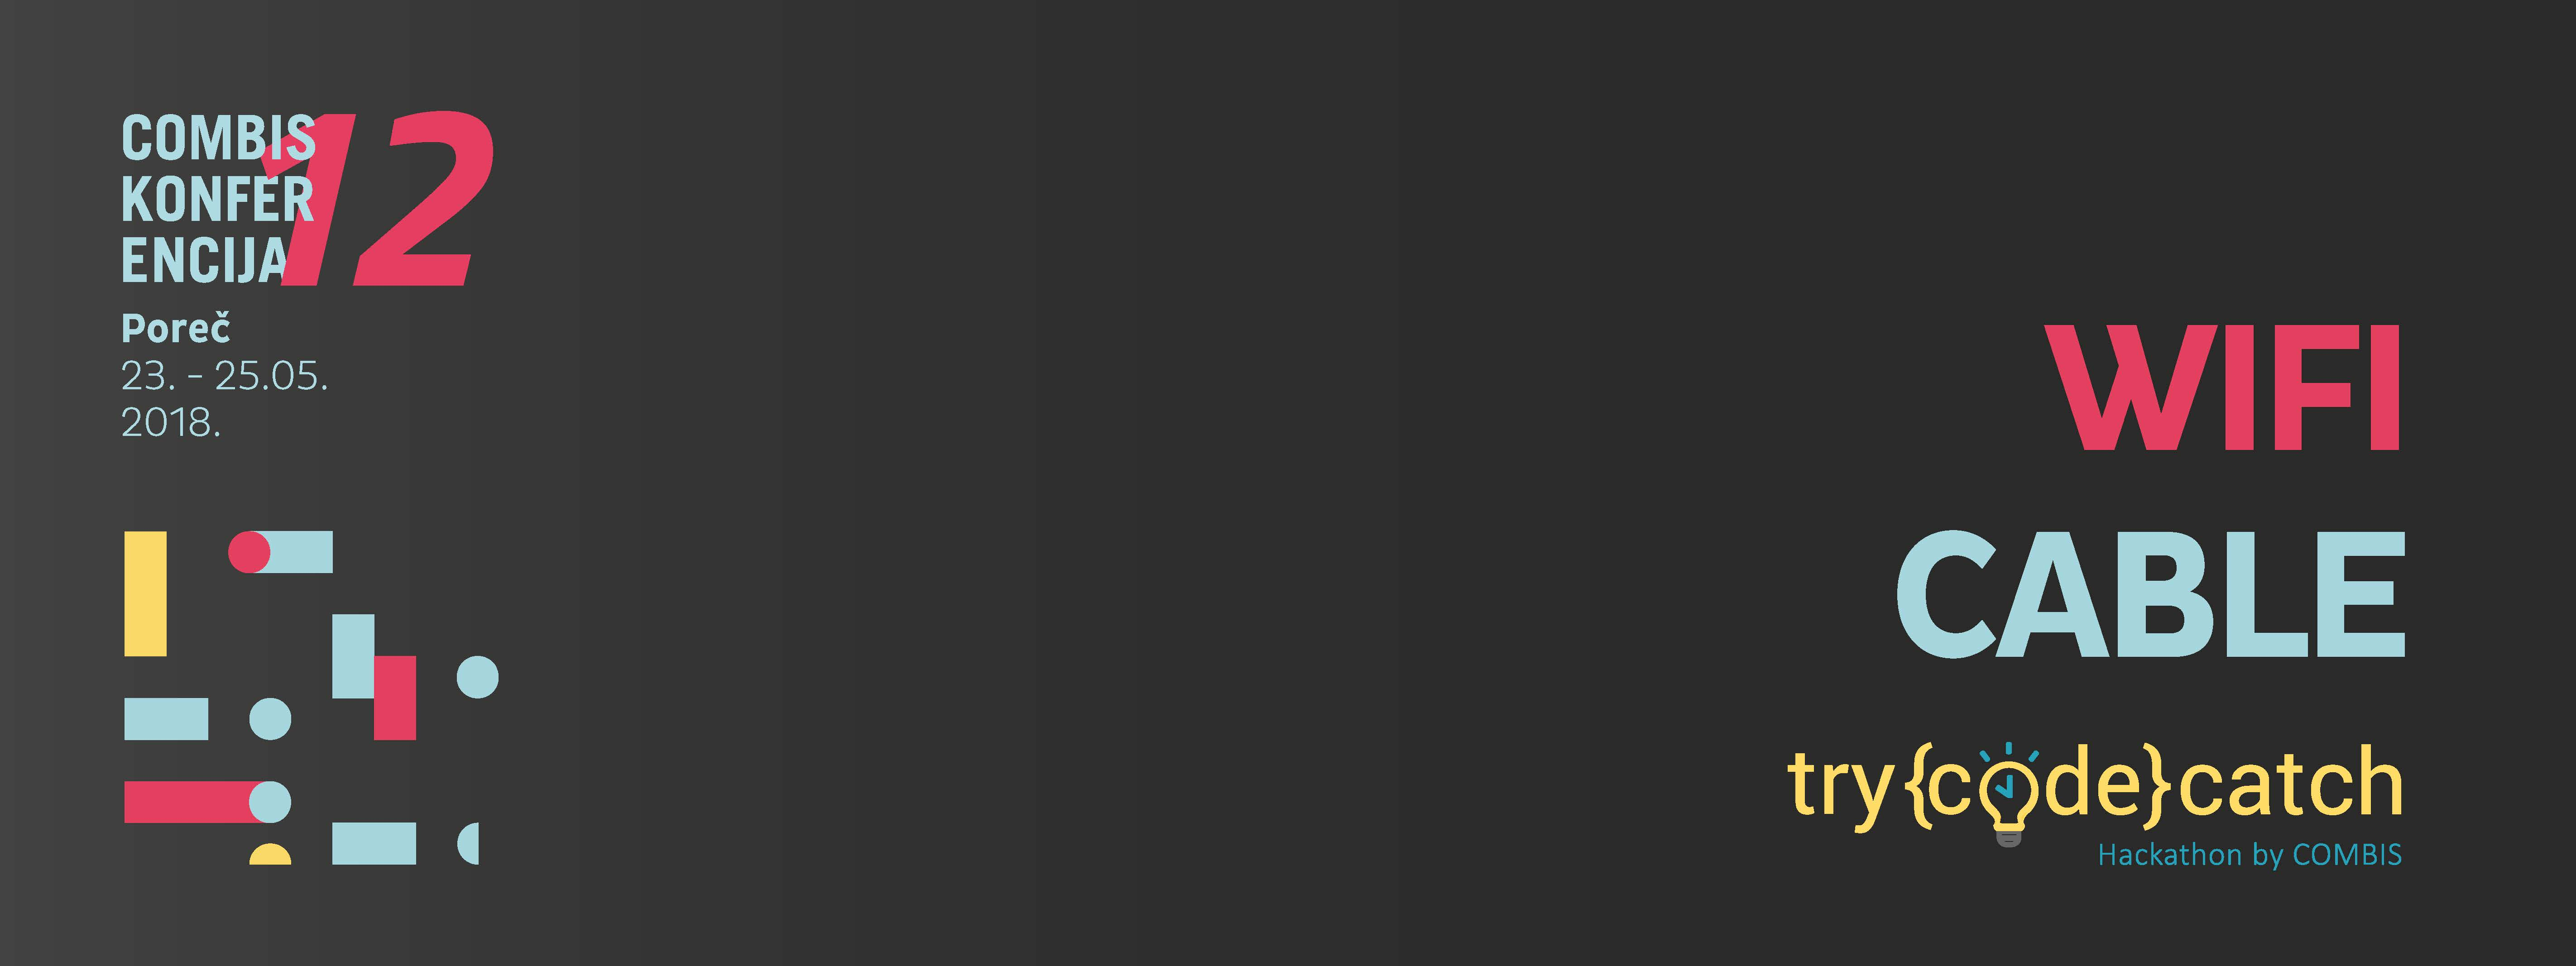 COMBIS 12
KONFER
ENCIJA
Poreč
23. - 25.05.
2018.
WIFI
CABLE
try{code}catch
Hackathon by COMBIS